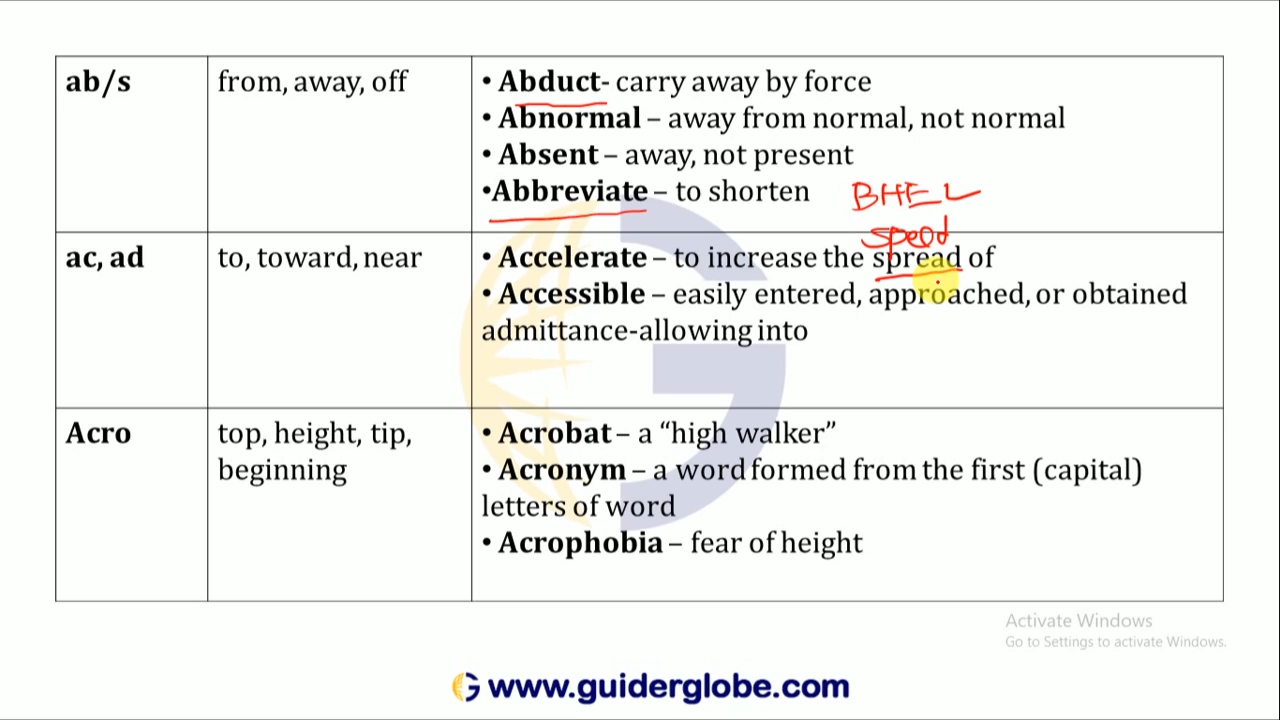 ab/s
from, away, off
• Abduct- carry away by force
• Abnormal – away from normal, not normal
• Absent – away, not present
•Abbreviate – to shorten
BHEL
speed
ac, ad
to, toward, near
• Accelerate – to increase the spread of
• Accessible – easily entered, approached, or obtained
admittance-allowing into
Acro
top, height, tip,
beginning
• Acrobat – a “high walker”
• Acronym – a word formed from the first (capital)
letters of word
• Acrophobia – fear of height
Activate Windows
Go to Settings to activate Windows.
www.guiderglobe.com